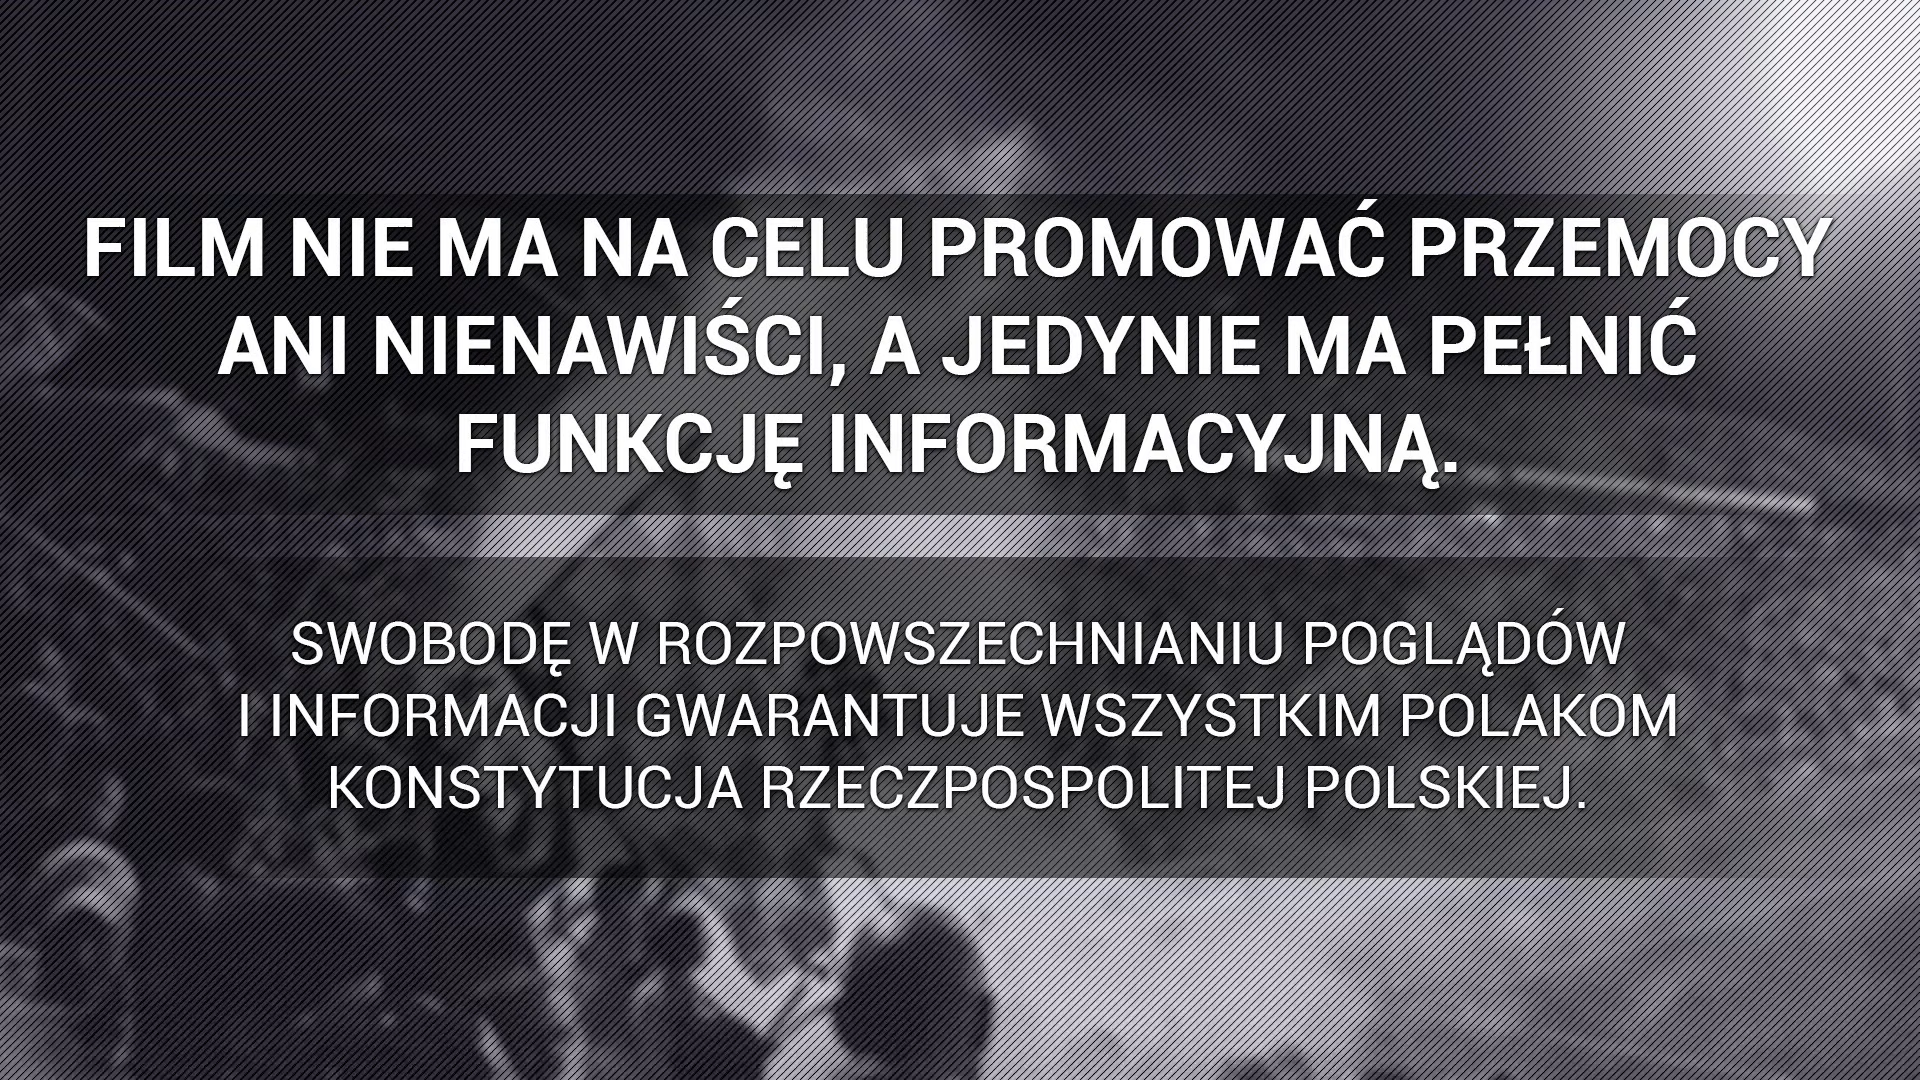 FILM NIE MA NA CELU PROMOWAĆ PRZEMOCY
ANI NIENAWIŚCI, A JEDYNIE MA PEŁNIĆ
FUNKCJĘ INFORMACYJNĄ.
SWOBODĘ W ROZPOWSZECHNIANIU POGLĄDÓW
I INFORMACJI GWARANTUJE WSZYSTKIM POLAKOM
KONSTYTUCJA RZECZPOSPOLITEJ POLSKIEJ.